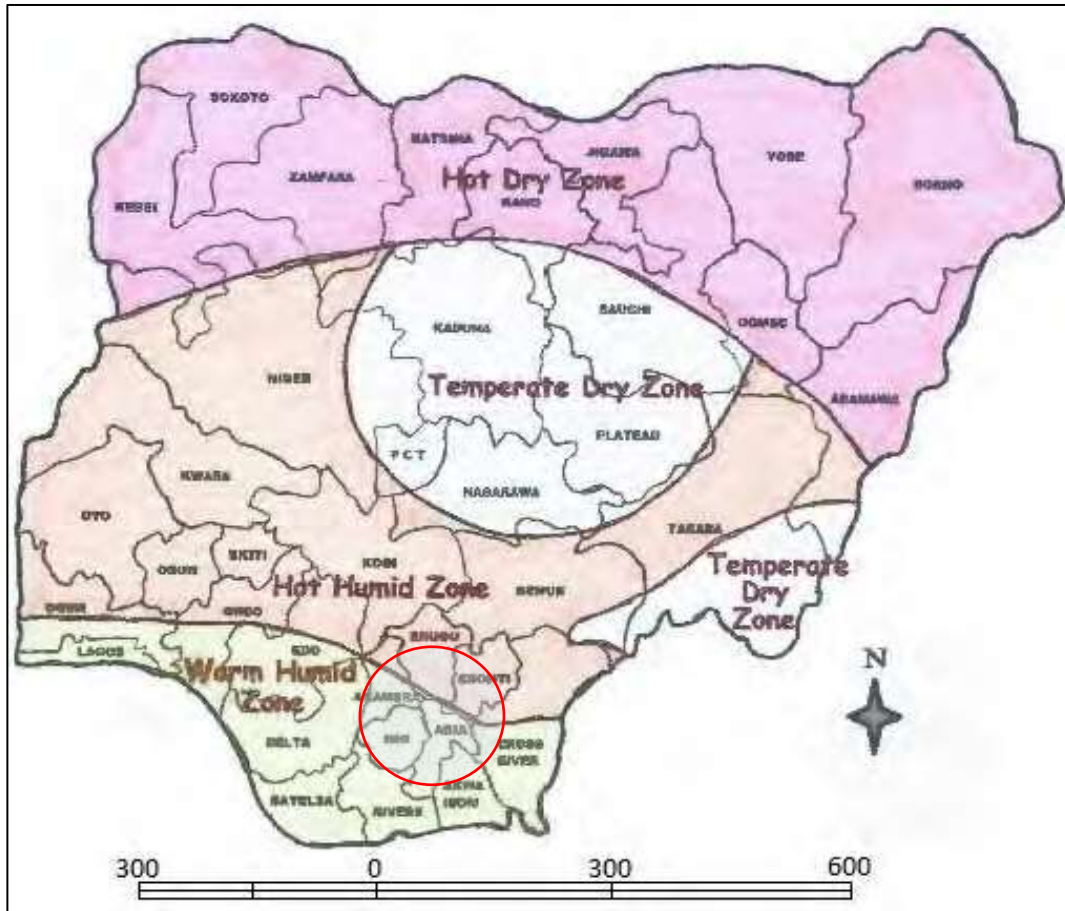 SOKOTO
KATSINA
JIGAWA
YOBE
ZAMFARA
Hot Dry Zone
KANO
BORNO
KEBBI
BAUCHI
KADUNA
GOMBE
NIGER
Temperate Dry Zone
ADAMAWA
PLATEAU
F C T
KWARA
NASARAWA
OYO
TARABA
OSUN
EKITI
KOGI
Temperate
Dry
Zone
Hot Humid Zone
BENUE
OGUN
ONDO
ENUGU
LAGOS
EDO
Warm Humid
Zone
EBONYI
N
ANAMBRA
IMO
ABIA
DELTA
CROSS
RIVER
AKWA
IBOM
BAYELSA
RIVERS
300 0 300 600